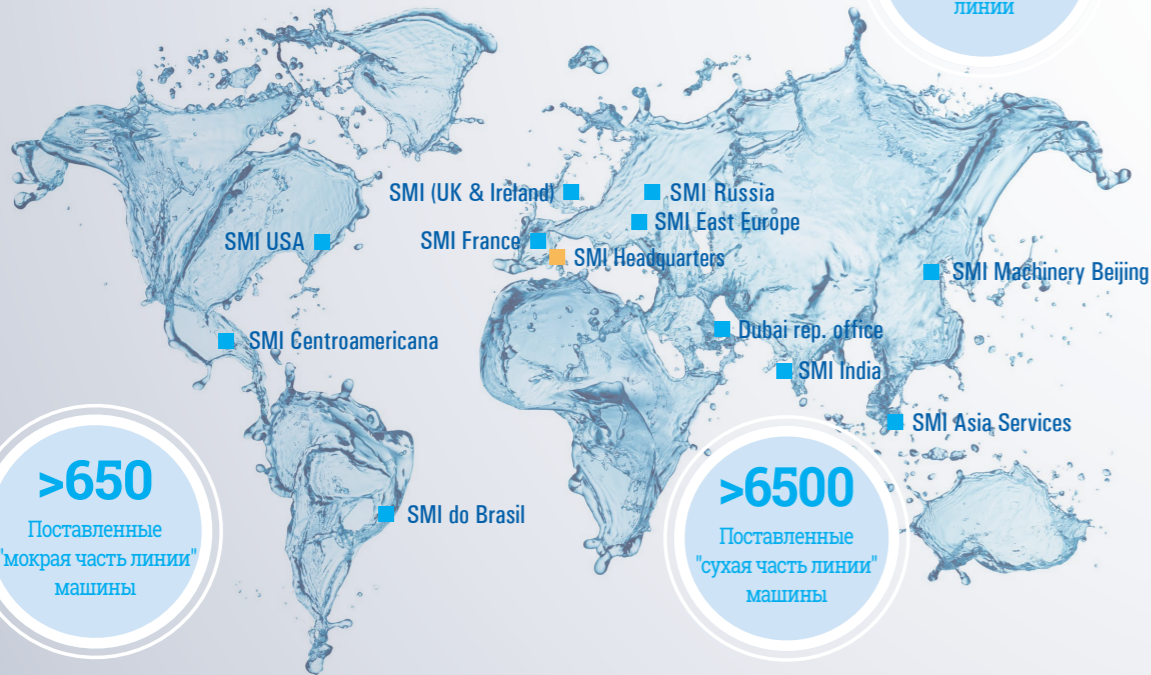 линии
SMI (UK & Ireland)
SMI Russia
SMI East Europe
SMI USA
SMI France
SMI Headquarters
SMI Machinery Beijing
Dubai rep. office
SMI Centroamericana
SMI India
SMI Asia Services
SMI do Brasil
>650
Поставленные
"мокрая часть линии"
машины
>6500
Поставленные
"сухая часть линии"
машины